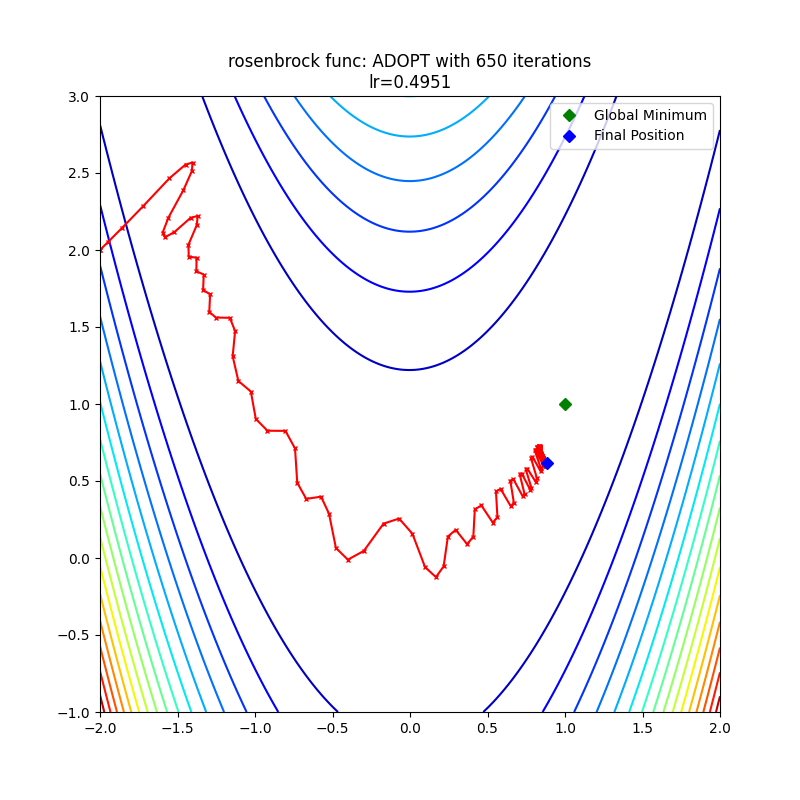 rosenbrock func: ADOPT with 650 iterations
lr=0.4951
Global Minimum
Final Position
3.0
2.5
2.0
1.5
1.0
0.5
0.0
−0.5
−1.0
−2.0 −1.5 −1.0 −0.5 0.0 0.5 1.0 1.5 2.0